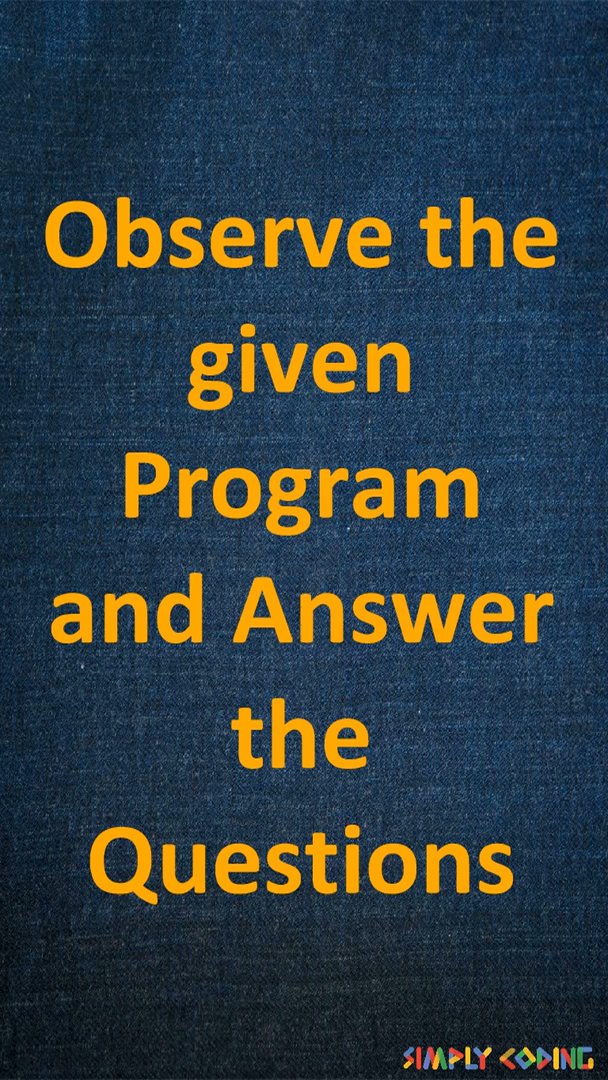 Observe the
given
Program
and Answer
the
Questions
SIMPLY CODING